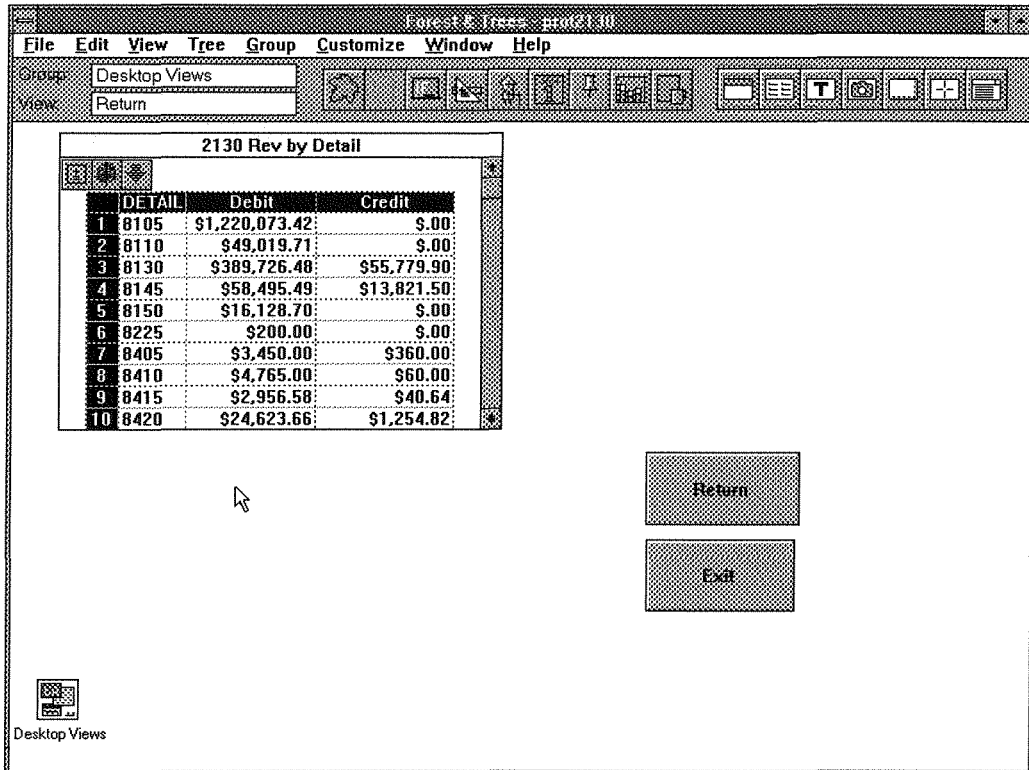 Forest & Trees - prof2130
File Edit View Tree Group Customize Window Help
Group: Desktop Views
View: Return
T
2130 Rev by Detail
DETAIL Debit Credit
1 8105 $1,220,073.42 $.00
2 8110 $49,019.71 $.00
3 8130 $389,726.48 $55,779.90
4 8145 $58,495.49 $13,821.50
5 8150 $16,128.70 $.00
6 8225 $200.00 $.00
7 8405 $3,450.00 $360.00
8 8410 $4,765.00 $60.00
9 8415 $2,956.58 $40.64
10 8420 $24,623.66 $1,254.82
Return
Exit
Desktop Views